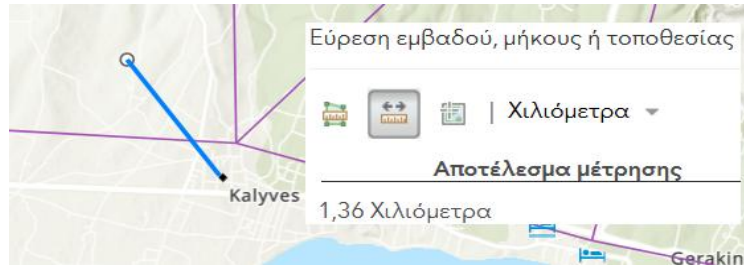 Εύρεση εμβαδού, μήκους ή τοποθεσίας
| Χιλιόμετρα
Αποτέλεσμα μέτρησης
1,36 Χιλιόμετρα
Kalyves
Gerakin